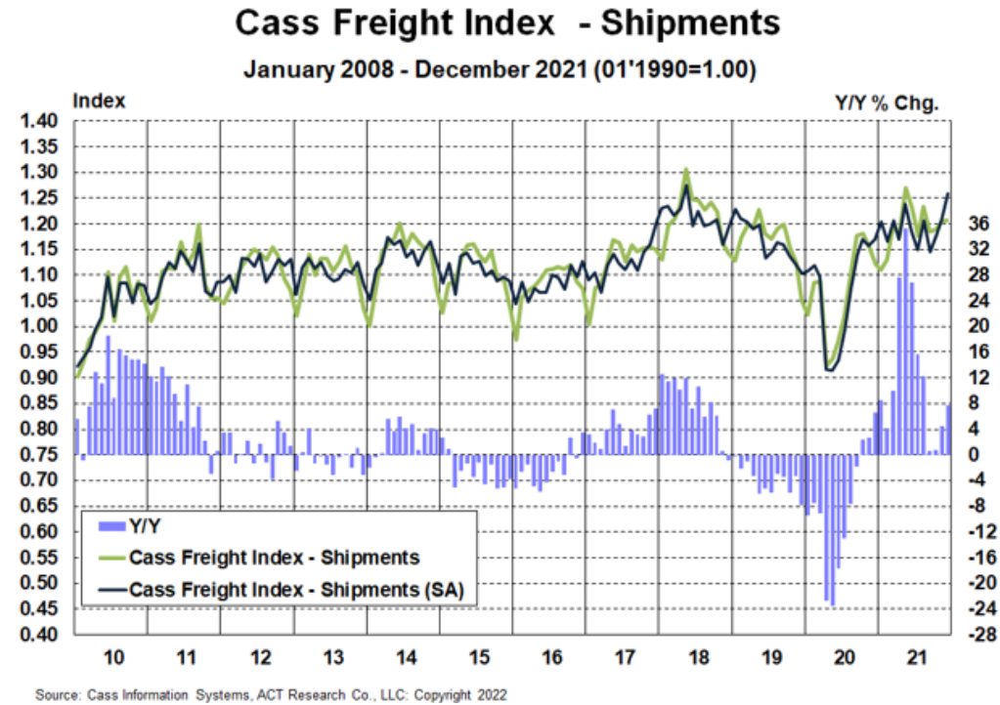 Cass Freight Index - Shipments
January 2008 - December 2021 (01'1990=1.00)
Index Y/Y % Chg.
1.40
1.35
1.30
1.25
1.20 36
1.15 32
1.10 28
1.05 24
1.00 20
0.95 16
0.90 12
0.85 8
0.80 4
0.75 0
0.70 -4
0.65 -8
0.60 -12
0.55 -16
0.50 -20
0.45 -24
0.40 -28
Y/Y
Cass Freight Index - Shipments
Cass Freight Index - Shipments (SA)
10 11 12 13 14 15 16 17 18 19 20 21
Source: Cass Information Systems, ACT Research Co., LLC: Copyright 2022